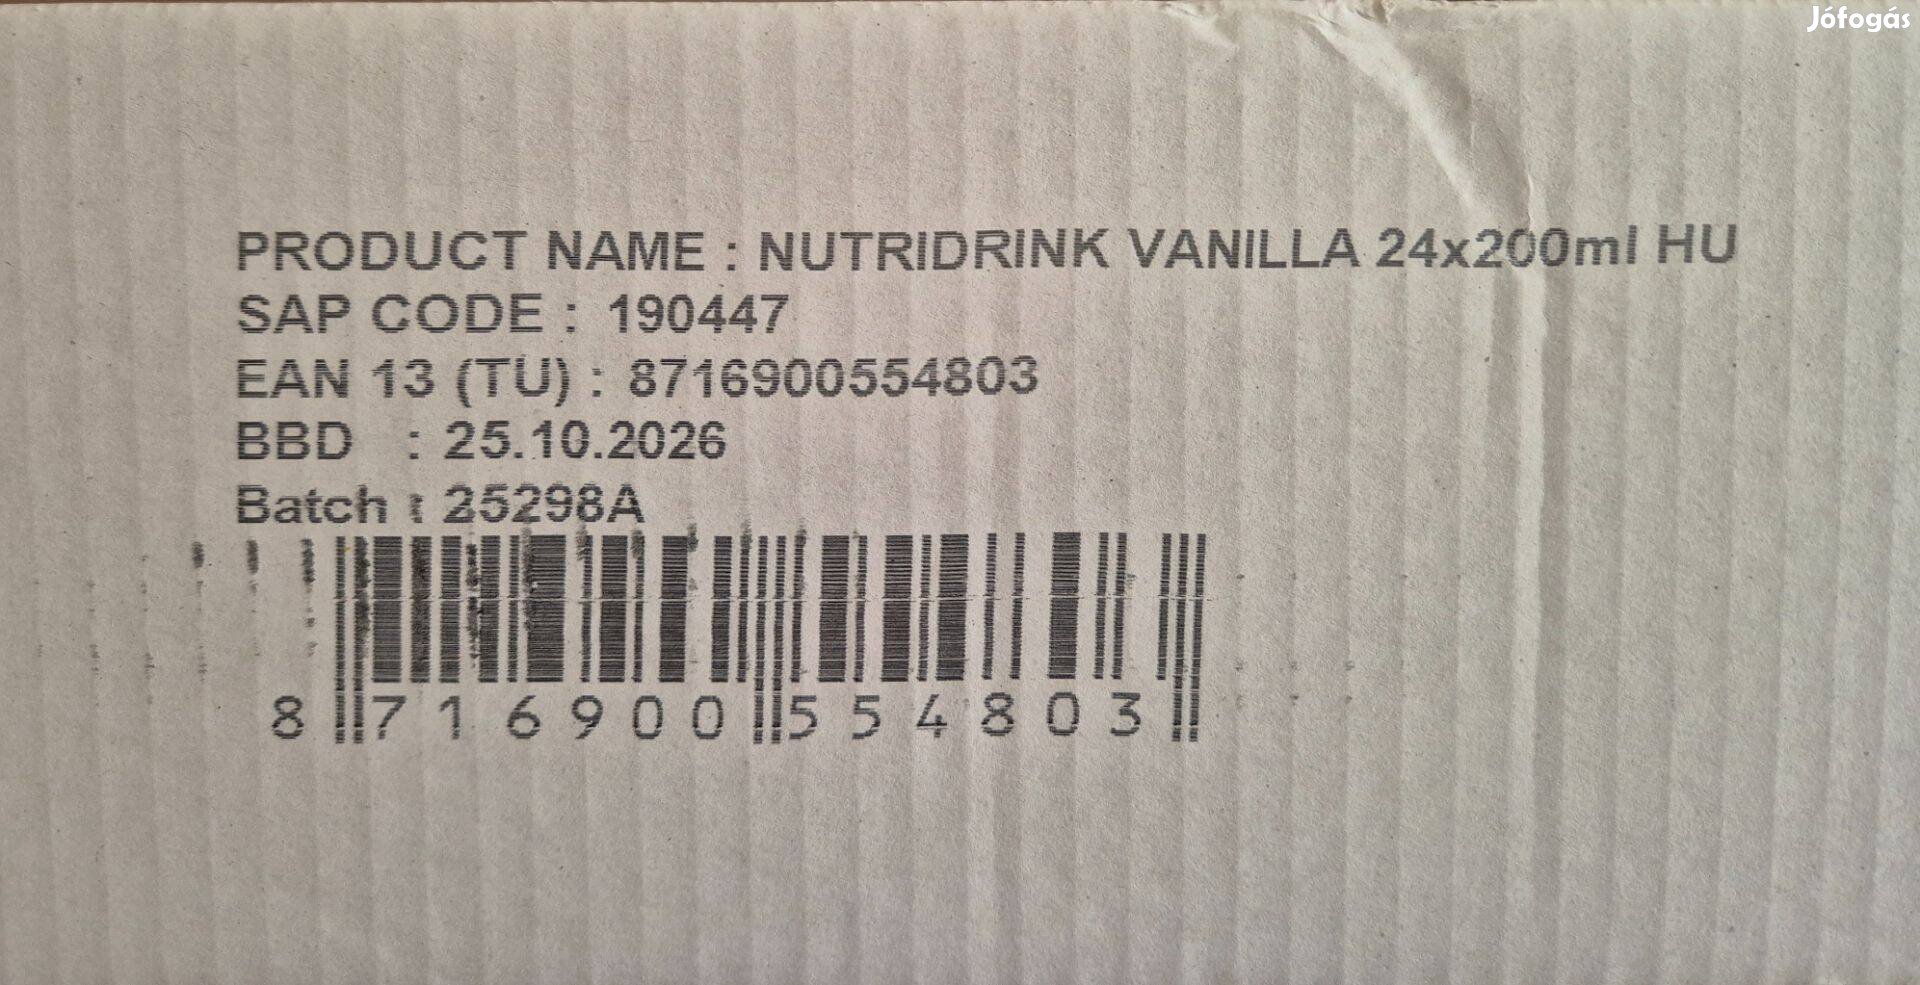 Jófogás
PRODUCT NAME : NUTRIDRINK VANILLA 24x200ml HU
SAP CODE : 190447
EAN 13 (TU) : 8716900554803
BBD : 25.10.2026
Batch : 25298A
8 716900 554803